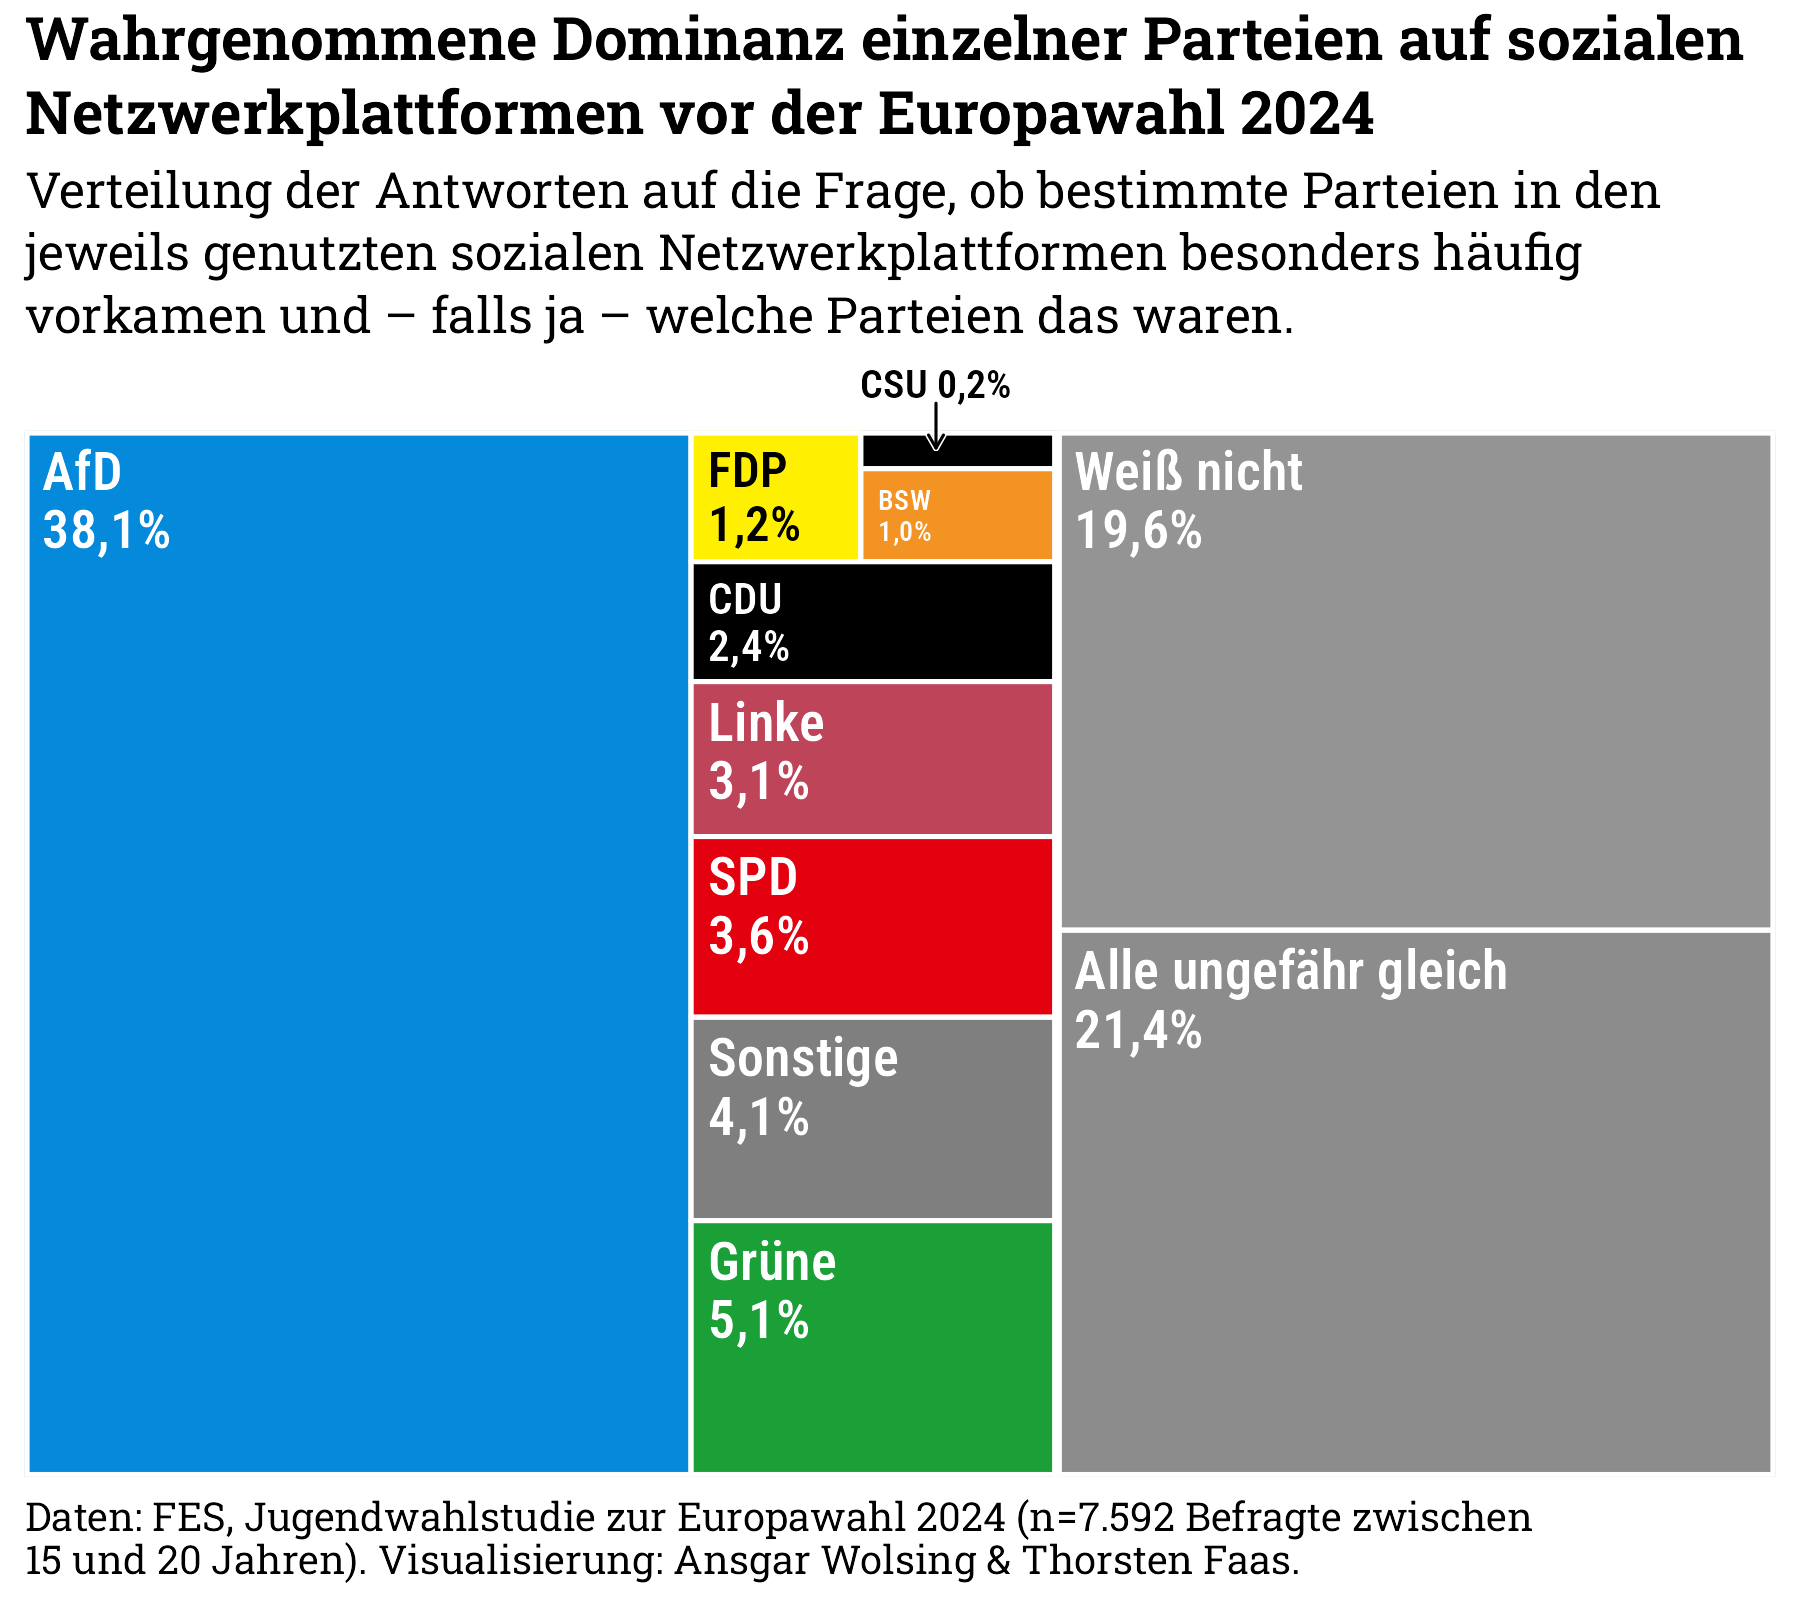 Wahrgenommene Dominanz einzelner Parteien auf sozialen
Netzwerkplattformen vor der Europawahl 2024
Verteilung der Antworten auf die Frage, ob bestimmte Parteien in den
jeweils genutzten sozialen Netzwerkplattformen besonders häufig
vorkamen und – falls ja – welche Parteien das waren.
CSU 0,2%
AfD
38,1%
FDP
1,2%
BSW
1,0%
CDU
2,4%
Linke
3,1%
SPD
3,6%
Sonstige
4,1%
Grüne
5,1%
Weiß nicht
19,6%
Alle ungefähr gleich
21,4%
Daten: FES, Jugendwahlstudie zur Europawahl 2024 (n=7.592 Befragte zwischen
15 und 20 Jahren). Visualisierung: Ansgar Wolsing & Thorsten Faas.